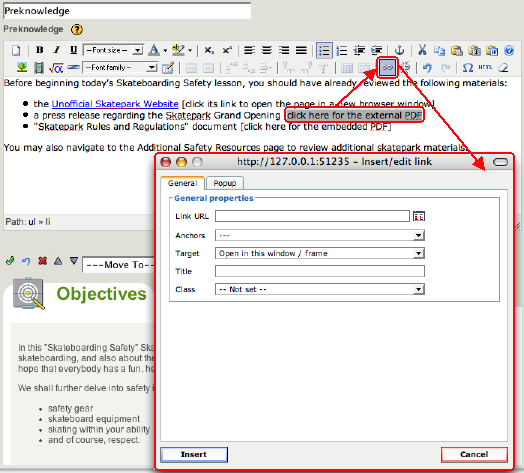 Preknowledge
Preknowledge ?
B I U --Font size-- A ab X₂ X²
--Font family-- Ω HTML
Before beginning today's Skateboarding Safety lesson, you should have already reviewed the following materials:
the Unofficial Skatepark Website [click its link to open the page in a new browser window]
a press release regarding the Skatepark Grand Opening [click here for the external PDF]
"Skatepark Rules and Regulations" document [click here for the embedded PDF]
You may also navigate to the Additional Safety Resources page to review additional skatepark materials.
Path: ul » li
---Move To--
Objectives
In this "Skateboarding Safety" Ska
skateboarding, and also about the
hope that everybody has a fun, he
We shall further delve into safety i
safety gear
skateboard equipment
skating within your ability
and of course, respect.
http://127.0.0.1:51235 - Insert/edit link
General Popup
General properties
Link URL
Anchors ---
Target Open in this window / frame
Title
Class -- Not set --
Insert Cancel